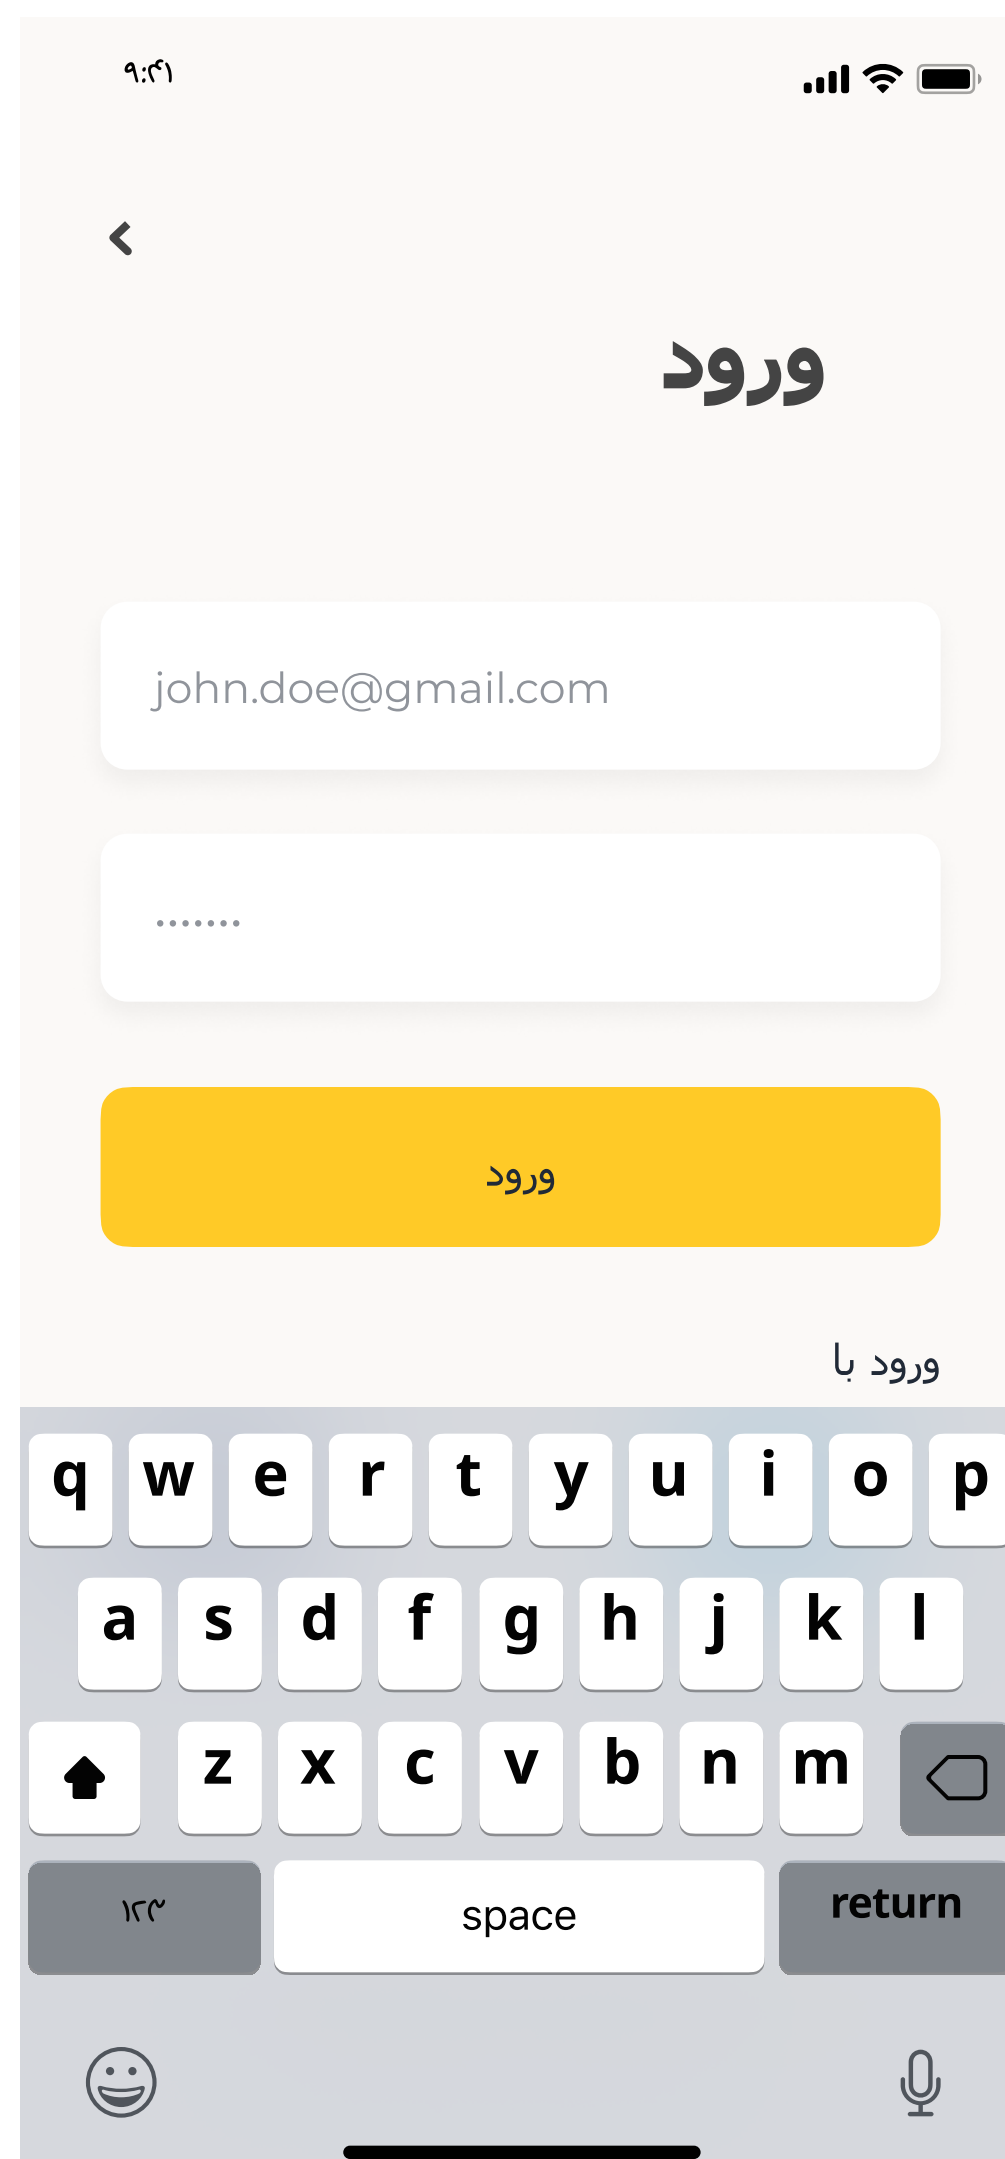 ۹:۴۱
ورود
john.doe@gmail.com
•••••••
ورود
ورود با
q w e r t y u i o p
a s d f g h j k l
z x c v b n m
۱۲۳ space return